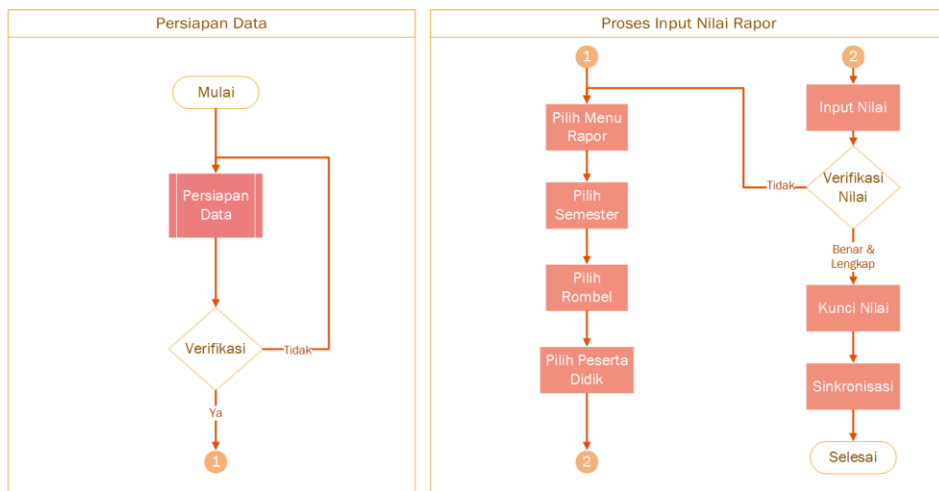 Persiapan Data
Mulai
Persiapan
Data
Verifikasi
Tidak
Ya
1
Proses Input Nilai Rapor
1
Pilih Menu
Rapor
Pilih
Semester
Pilih
Rombel
Pilih Peserta
Didik
2
2
Input Nilai
Verifikasi
Nilai
Tidak
Benar &
Lengkap
Kunci Nilai
Sinkronisasi
Selesai